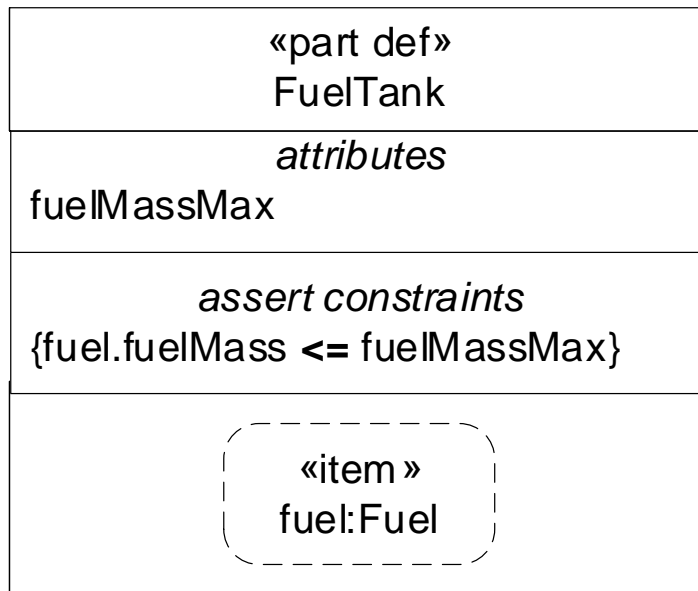 «part def»
FuelTank
attributes
fuelMassMax
assert constraints
{fuel.fuelMass <= fuelMassMax}
«item»
fuel:Fuel